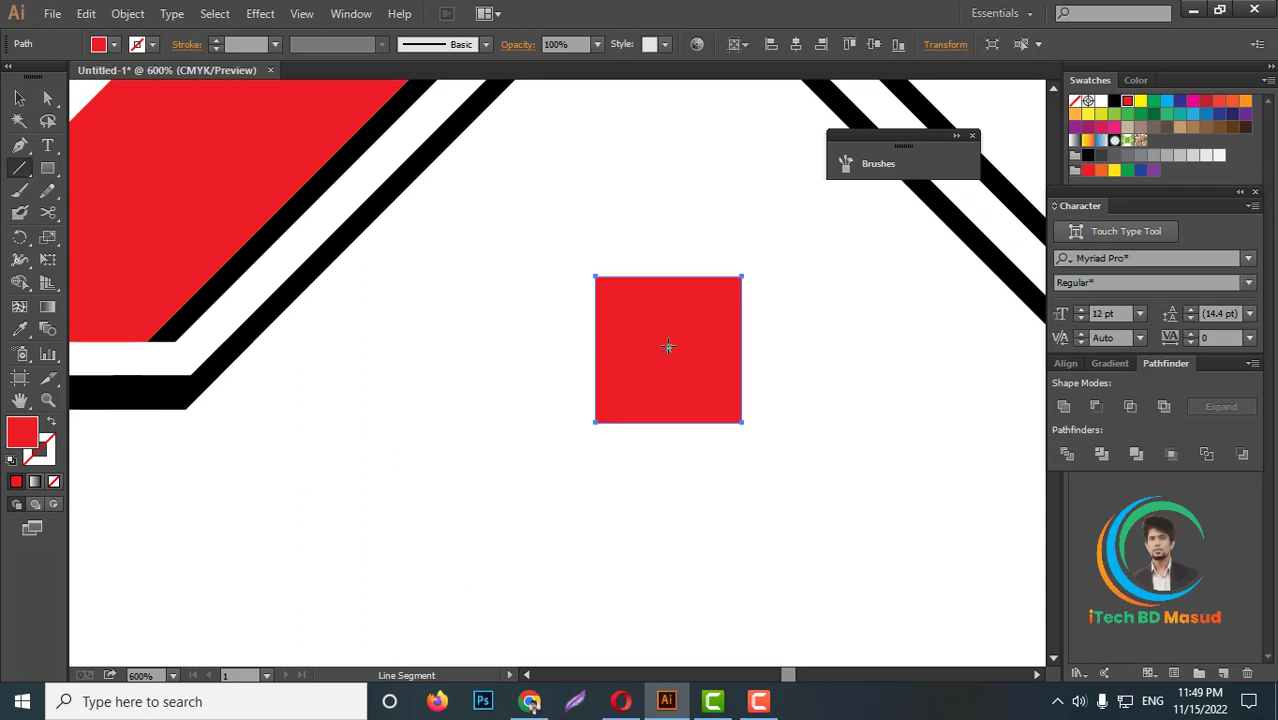 Ai File Edit Object Type Select Effect View Window Help Br Essentials
Path Stroke: Basic Opacity: 100% Style: Transform
Untitled-1* @ 600% (CMYK/Preview) ×
Swatches Color
Brushes
Character
Touch Type Tool
Myriad Pro*
Regular*
12 pt (14.4 pt)
Auto 0
Align Gradient Pathfinder
Shape Modes:
Expand
Pathfinders:
iTech BD Masud
600% 1 Line Segment
Type here to search Ps Ai ENG 11:49 PM
11/15/2022